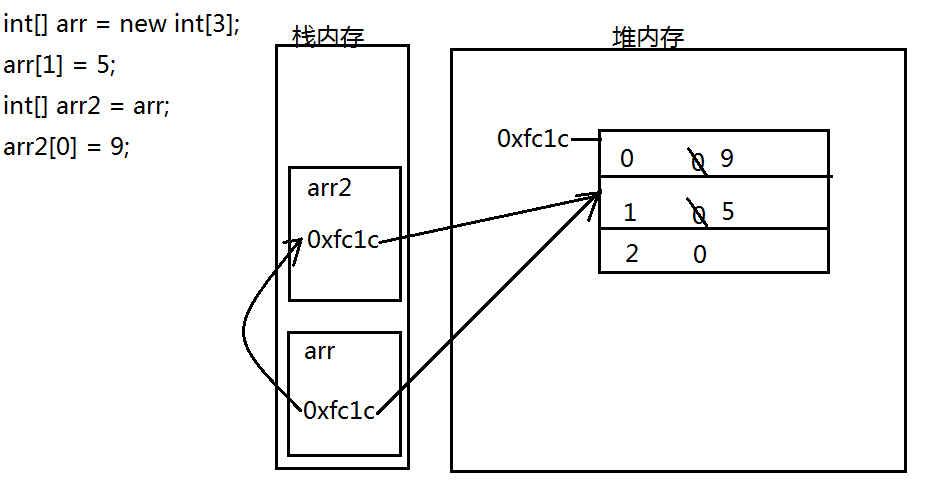 int[] arr = new int[3];
arr[1] = 5;
int[] arr2 = arr;
arr2[0] = 9;
栈内存
arr2
0xfc1c
arr
0xfc1c
堆内存
0xfc1c
0 0 9
1 0 5
2 0